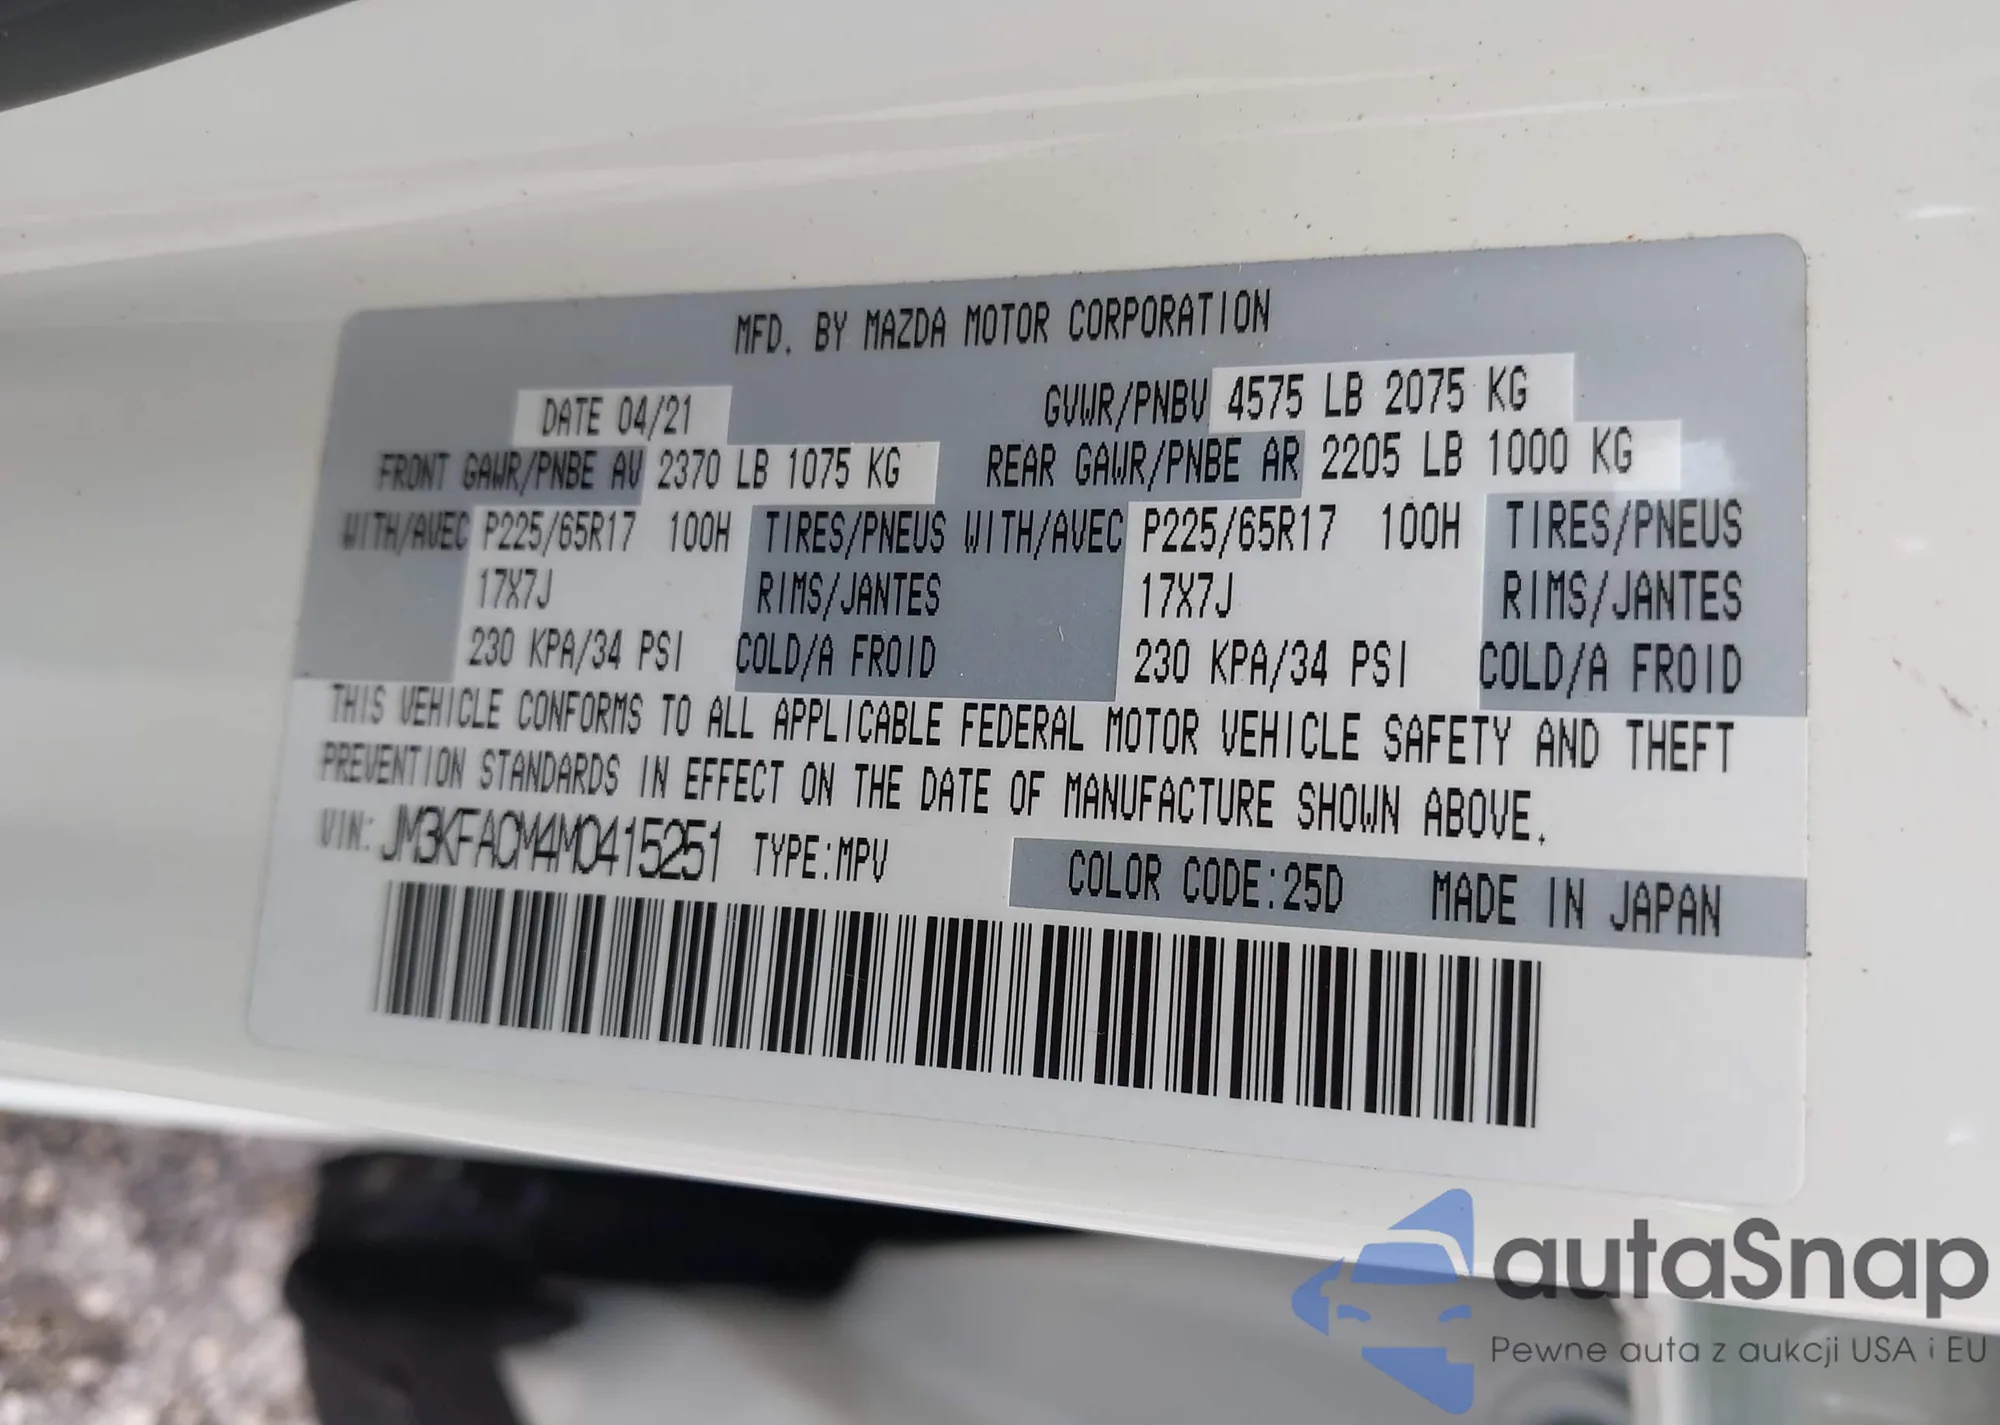 MFD. BY MAZDA MOTOR CORPORATION
DATE 04/21 GVWR/PNBV 4575 LB 2075 KG
FRONT GAWR/PNBE AV 2370 LB 1075 KG REAR GAWR/PNBE AR 2205 LB 1000 KG
WITH/AVEC P225/65R17 100H TIRES/PNEUS WITH/AVEC P225/65R17 100H TIRES/PNEUS
17X7J RIMS/JANTES 17X7J RIMS/JANTES
230 KPA/34 PSI COLD/A FROID 230 KPA/34 PSI COLD/A FROID
THIS VEHICLE CONFORMS TO ALL APPLICABLE FEDERAL MOTOR VEHICLE SAFETY AND THEFT
PREVENTION STANDARDS IN EFFECT ON THE DATE OF MANUFACTURE SHOWN ABOVE.
VIN: JM3KFACM4M0415251 TYPE:MPV COLOR CODE:25D MADE IN JAPAN
autaSnap
Pewne auta z aukcji USA i EU